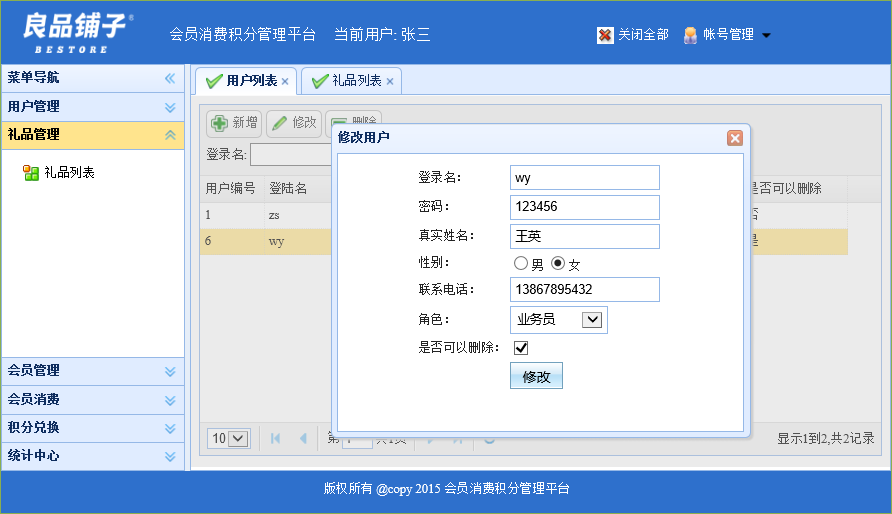 良品铺子®
BESTORE
会员消费积分管理平台 当前用户: 张三
关闭全部 帐号管理
菜单导航
用户管理
礼品管理
礼品列表
会员管理
会员消费
积分兑换
统计中心
用户列表 礼品列表
新增 修改 删除
登录名:
用户编号 登陆名 是否可以删除
1 zs 否
6 wy 是
修改用户
登录名: wy
密码: 123456
真实姓名: 王英
性别: 男 女
联系电话: 13867895432
角色: 业务员
是否可以删除:
修改
10 第 1 共1页 显示1到2,共2记录
版权所有 @copy 2015 会员消费积分管理平台